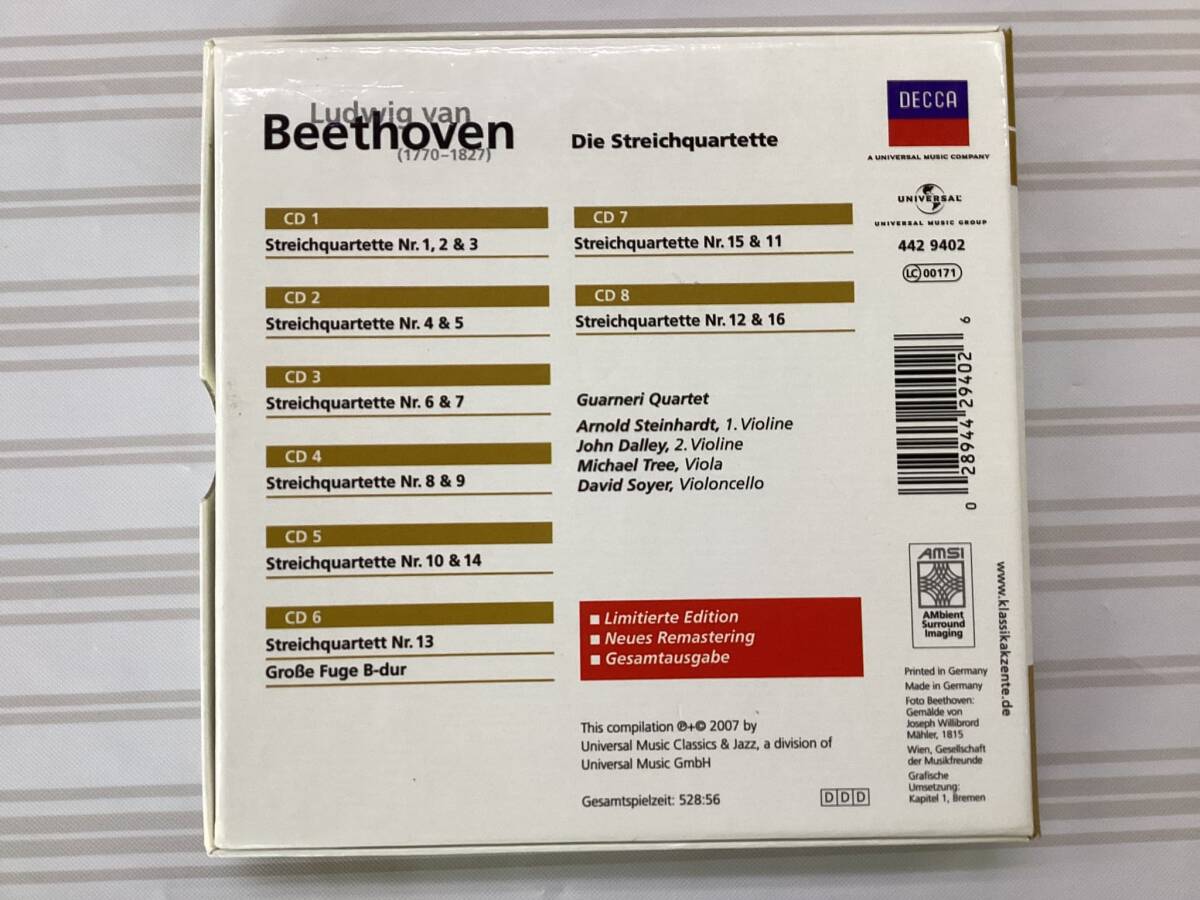 Ludwig van
Beethoven
(1770–1827)
Die Streichquartette
CD 1
Streichquartette Nr. 1, 2 & 3
CD 2
Streichquartette Nr. 4 & 5
CD 3
Streichquartette Nr. 6 & 7
CD 4
Streichquartette Nr. 8 & 9
CD 5
Streichquartette Nr. 10 & 14
CD 6
Streichquartett Nr. 13
Große Fuge B-dur
CD 7
Streichquartette Nr. 15 & 11
CD 8
Streichquartette Nr. 12 & 16
Guarneri Quartet
Arnold Steinhardt, 1. Violine
John Dalley, 2. Violine
Michael Tree, Viola
David Soyer, Violoncello
Limitierte Edition
Neues Remastering
Gesamtausgabe
This compilation ℗+© 2007 by
Universal Music Classics & Jazz, a division of
Universal Music GmbH
Gesamtspielzeit: 528:56
DDD
DECCA
A UNIVERSAL MUSIC COMPANY
UNIVERSAL
UNIVERSAL MUSIC GROUP
442 9402
LC 00171
0 28944 29402 6
AMSI
AMbient
Surround
Imaging
www.klassikakzente.de
Printed in Germany
Made in Germany
Foto Beethoven:
Gemälde von
Joseph Willibrord
Mähler, 1815
Wien, Gesellschaft
der Musikfreunde
Grafische
Umsetzung:
Kapitel 1, Bremen